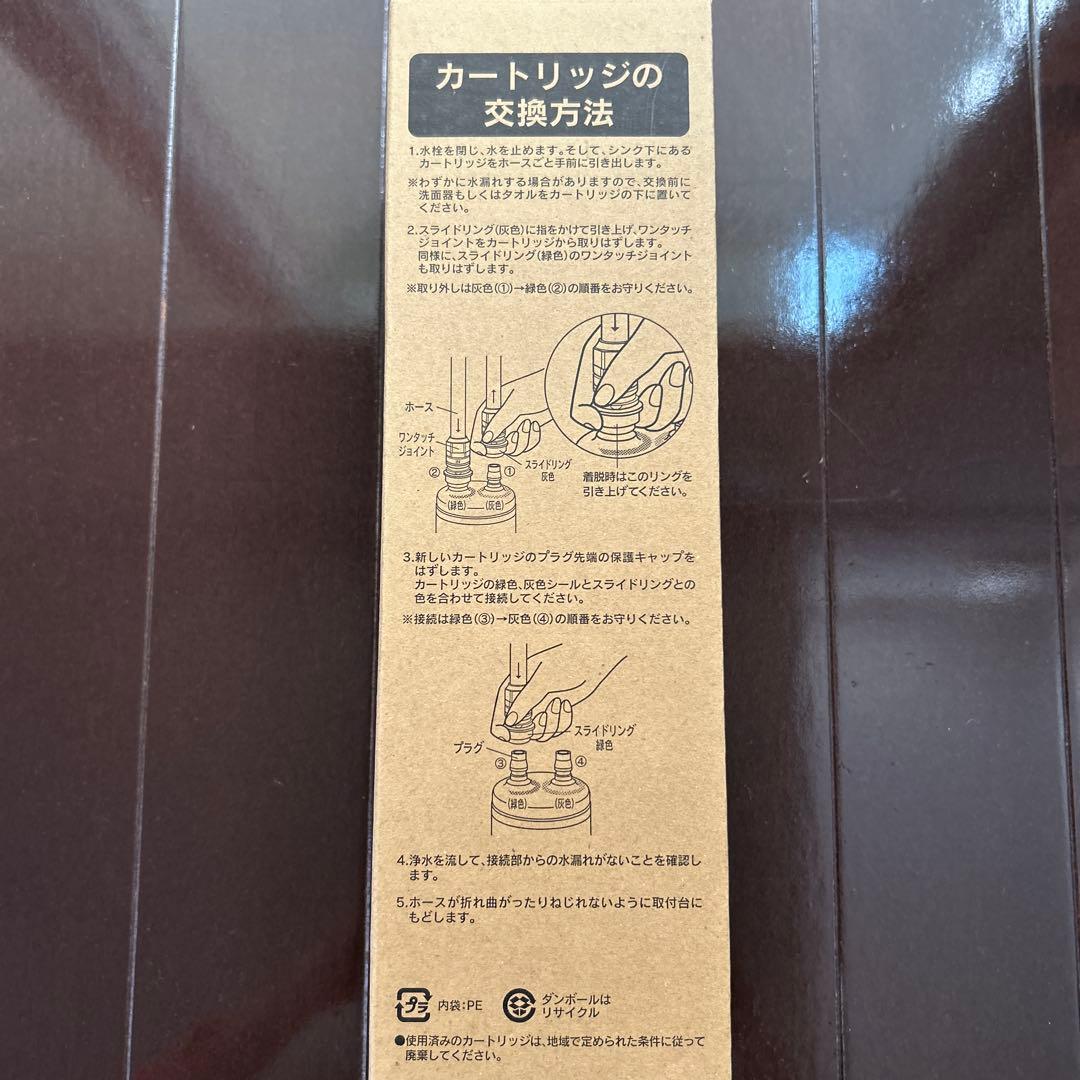 カートリッジの
交換方法
1.水栓を閉じ、水を止めます。そして、シンク下にある
カートリッジをホースごと手前に引き出します。
※わずかに水漏れする場合がありますので、交換前に
洗面器もしくはタオルをカートリッジの下に置いて
ください。
2.スライドリング(灰色)に指をかけて引き上げ、ワンタッチ
ジョイントをカートリッジから取りはずします。
同様に、スライドリング(緑色)のワンタッチジョイント
も取りはずします。
※取り外しは灰色(①)→緑色(②)の順番をお守りください。
ホース
ワンタッチ
ジョイント
②
①
スライドリング
灰色
(緑色)
(灰色)
着脱時はこのリングを
引き上げてください。
3.新しいカートリッジのプラグ先端の保護キャップを
はずします。
カートリッジの緑色、灰色シールとスライドリングとの
色を合わせて接続してください。
※接続は緑色(③)→灰色(④)の順番をお守りください。
スライドリング
緑色
プラグ
③
④
(緑色)
(灰色)
4.浄水を流して、接続部からの水漏れがないことを確認し
ます。
5.ホースが折れ曲がったりねじれないように取付台に
もどします。
プラ
内袋:PE
ダンボールは
リサイクル
●使用済みのカートリッジは、地域で定められた条件に従って
廃棄してください。